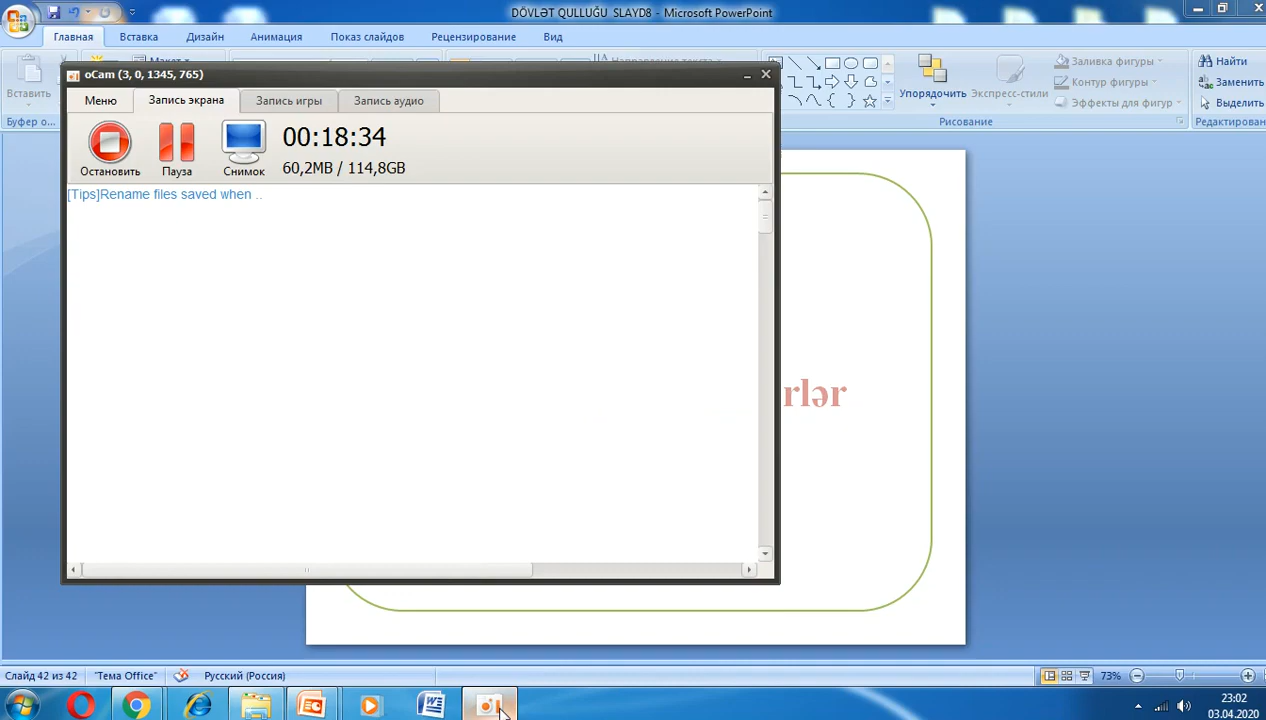 DÖVLƏT QULLUĞU SLAYD8 - Microsoft PowerPoint
Главная Вставка Дизайн Анимация Показ слайдов Рецензирование Вид
oCam (3, 0, 1345, 765)
Меню Запись экрана Запись игры Запись аудио
00:18:34
60,2MB / 114,8GB
Остановить Пауза Снимок
[Tips]Rename files saved when ..
Вставить
Буфер о...
Упорядочить Экспресс-стили
Заливка фигуры
Контур фигуры
Эффекты для фигур
Рисование
Найти
Заменить
Выделить
Редактирован
rlər
Слайд 42 из 42 "Тема Office" Русский (Россия) 73%
23:02
03.04.2020